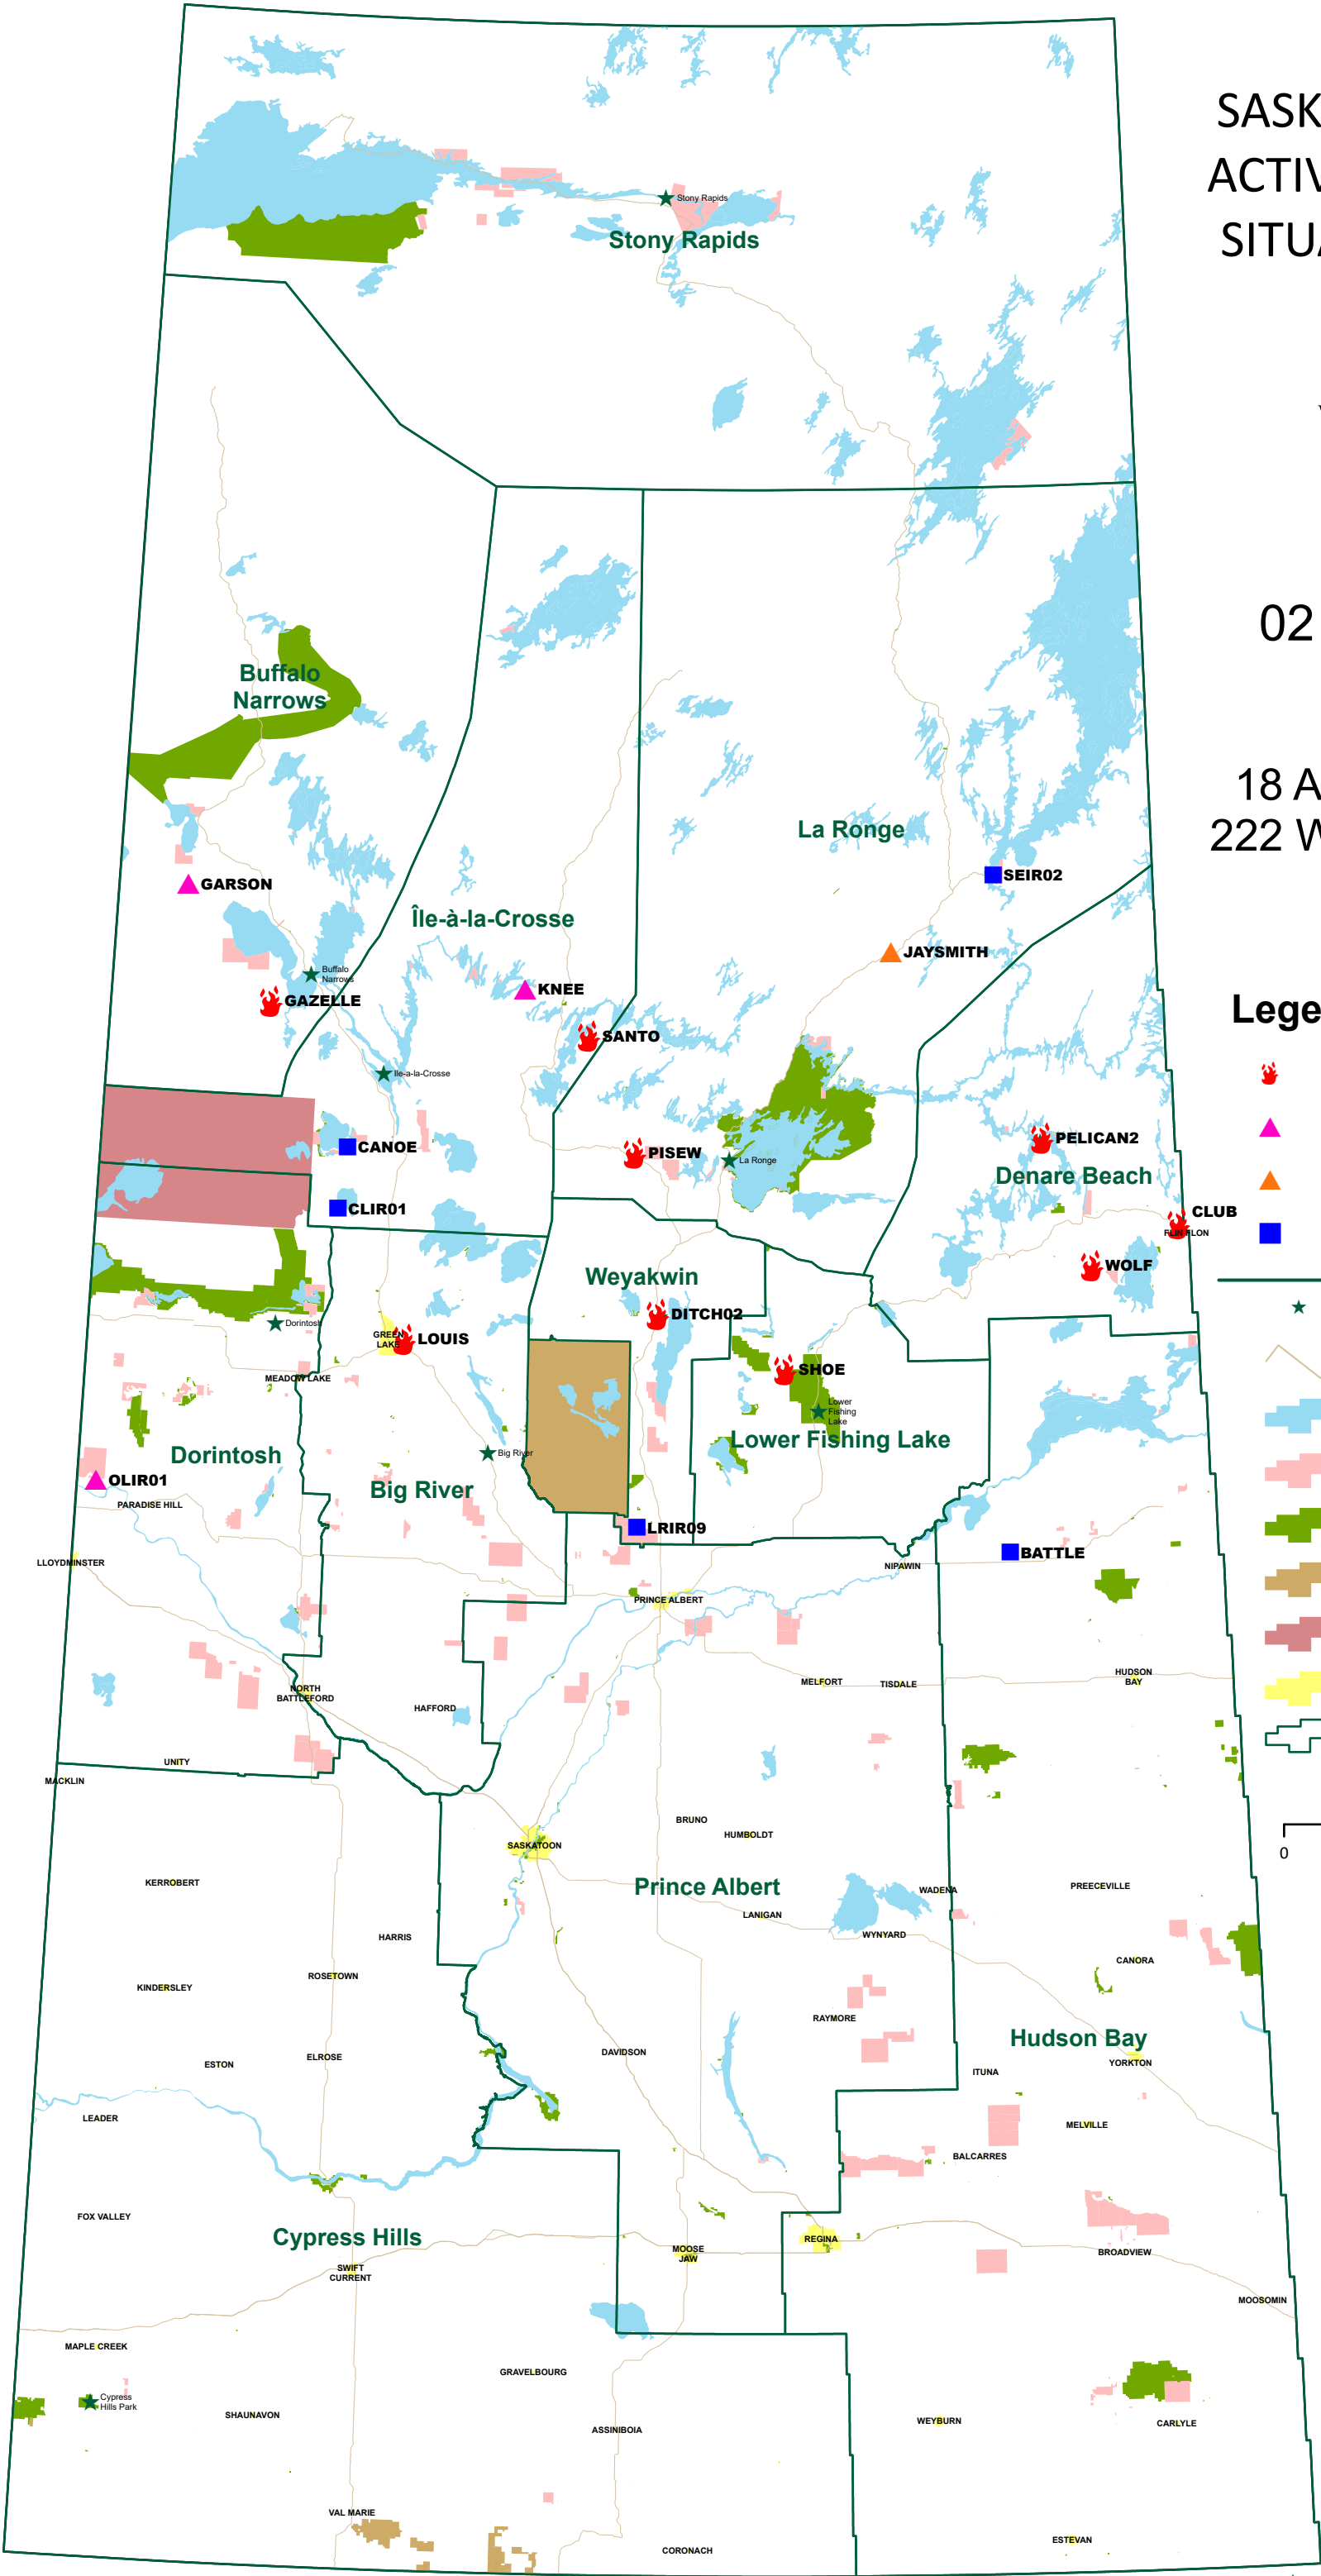 SASK
ACTIV
SITUA
02
18 A
222 W
Stony Rapids
Stony Rapids
Buffalo
Narrows
La Ronge
SEIR02
GARSON
Île-à-la-Crosse
JAYSMITH
Buffalo
Narrows
KNEE
GAZELLE
Lege
SANTO
Ile-a-la-Crosse
PELICAN2
CANOE
PISEW
La Ronge
Denare Beach
CLIR01
CLUB
FLIN FLON
WOLF
Weyakwin
DITCH02
Dorintosh
GREEN
LAKE
LOUIS
SHOE
MEADOW LAKE
Lower
Fishing
Lake
Lower Fishing Lake
Dorintosh
Big River
OLIR01
Big River
PARADISE HILL
LRIR09
BATTLE
LLOYDMINSTER
NIPAWIN
PRINCE ALBERT
HUDSON
BAY
MELFORT
TISDALE
NORTH
BATTLEFORD
HAFFORD
UNITY
MACKLIN
BRUNO
HUMBOLDT
SASKATOON
0
KERROBERT
Prince Albert
WADENA
PREECEVILLE
LANIGAN
WYNYARD
HARRIS
CANORA
ROSETOWN
KINDERSLEY
RAYMORE
Hudson Bay
DAVIDSON
ELROSE
ESTON
YORKTON
ITUNA
LEADER
MELVILLE
BALCARRES
FOX VALLEY
Cypress Hills
REGINA
MOOSE
JAW
BROADVIEW
SWIFT
CURRENT
MOOSOMIN
MAPLE CREEK
GRAVELBOURG
Cypress
Hills Park
SHAUNAVON
WEYBURN
CARLYLE
ASSINIBOIA
VAL MARIE
ESTEVAN
CORONACH